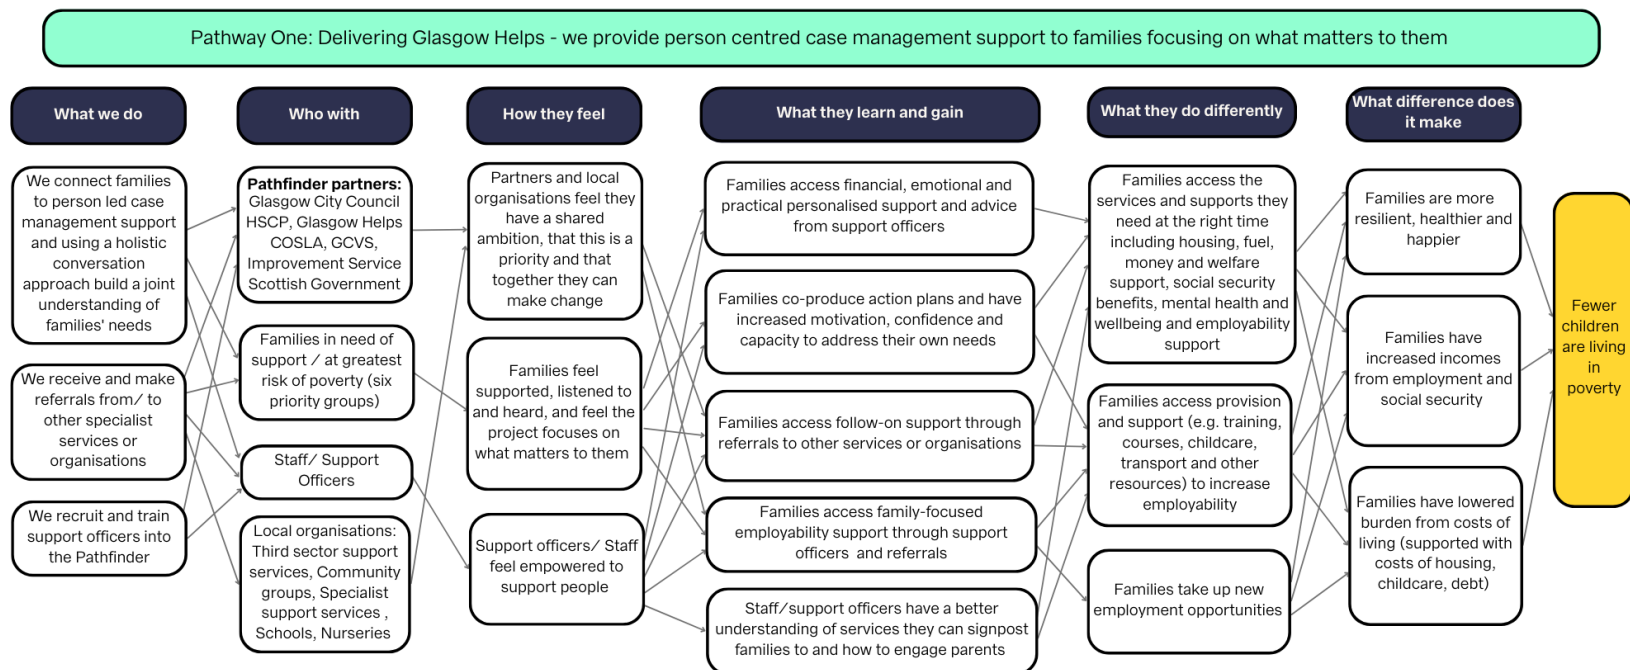 Pathway One: Delivering Glasgow Helps - we provide person centred case management support to families focusing on what matters to them
What we do
We connect families
to person led case
management support
and using a holistic
conversation
approach build a joint
understanding of
families' needs
We receive and make
referrals from/ to
other specialist
services or
organisations
We recruit and train
support officers into
the Pathfinder
Who with
Pathfinder partners:
Glasgow City Council
HSCP, Glasgow Helps
COSLA, GCVS,
Improvement Service
Scottish Government
Families in need of
support / at greatest
risk of poverty (six
priority groups)
Staff/ Support
Officers
Local organisations:
Third sector support
services, Community
groups, Specialist
support services ,
Schools, Nurseries
How they feel
Partners and local
organisations feel they
have a shared
ambition, that this is a
priority and that
together they can
make change
Families feel
supported, listened to
and heard, and feel the
project focuses on
what matters to them
Support officers/ Staff
feel empowered to
support people
What they learn and gain
Families access financial, emotional and
practical personalised support and advice
from support officers
Families co-produce action plans and have
increased motivation, confidence and
capacity to address their own needs
Families access follow-on support through
referrals to other services or organisations
Families access family-focused
employability support through support
officers and referrals
Staff/support officers have a better
understanding of services they can signpost
families to and how to engage parents
What they do differently
Families access the
services and supports they
need at the right time
including housing, fuel,
money and welfare
support, social security
benefits, mental health and
wellbeing and employability
support
Families access provision
and support (e.g. training,
courses, childcare,
transport and other
resources) to increase
employability
Families take up new
employment opportunities
What difference does
it make
Families are more
resilient, healthier and
happier
Families have
increased incomes
from employment and
social security
Families have lowered
burden from costs of
living (supported with
costs of housing,
childcare, debt)
Fewer
children
are living
in
poverty